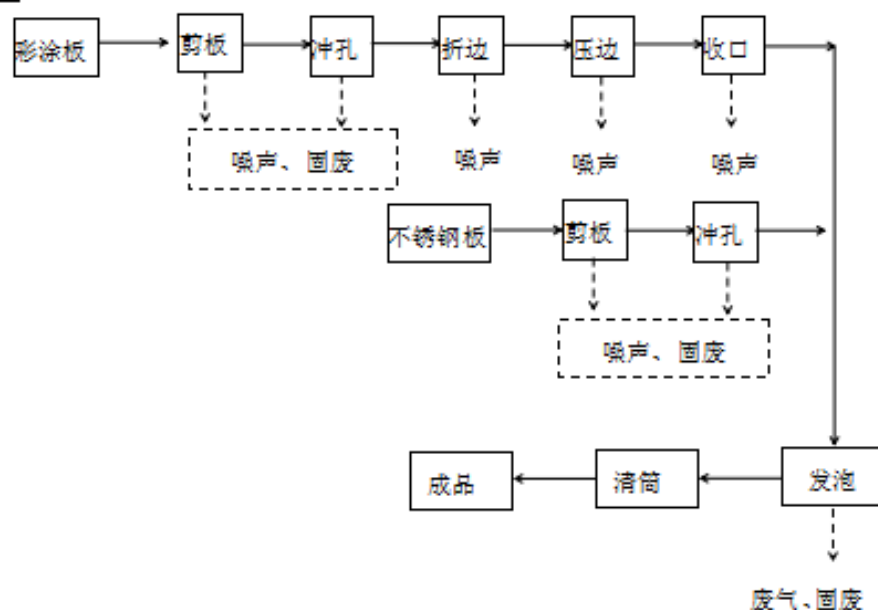 彩涂板 剪板 冲孔 折边 压边 收口
噪声、固废 噪声 噪声 噪声
不锈钢板 剪板 冲孔
噪声、固废
成品 清筒 发泡
废气、固废